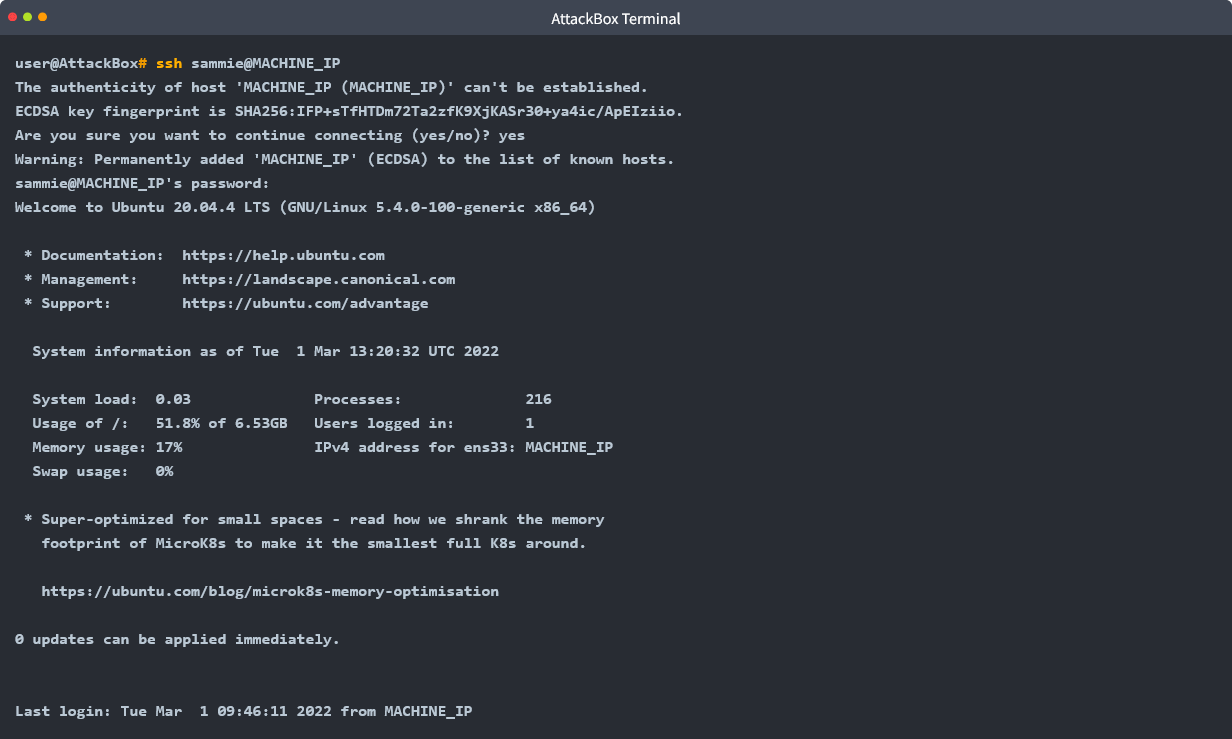 AttackBox Terminal
user@AttackBox# ssh sammie@MACHINE_IP
The authenticity of host 'MACHINE_IP (MACHINE_IP)' can't be established.
ECDSA key fingerprint is SHA256:IFP+sTfHTDm72Ta2zfK9XjKASr30+ya4ic/ApEIziio.
Are you sure you want to continue connecting (yes/no)? yes
Warning: Permanently added 'MACHINE_IP' (ECDSA) to the list of known hosts.
sammie@MACHINE_IP's password:
Welcome to Ubuntu 20.04.4 LTS (GNU/Linux 5.4.0-100-generic x86_64)
* Documentation:  https://help.ubuntu.com
* Management:     https://landscape.canonical.com
* Support:        https://ubuntu.com/advantage
System information as of Tue  1 Mar 13:20:32 UTC 2022
System load:  0.03              Processes:              216
Usage of /:   51.8% of 6.53GB   Users logged in:        1
Memory usage: 17%               IPv4 address for ens33: MACHINE_IP
Swap usage:   0%
* Super-optimized for small spaces - read how we shrank the memory
footprint of MicroK8s to make it the smallest full K8s around.
https://ubuntu.com/blog/microk8s-memory-optimisation
0 updates can be applied immediately.
Last login: Tue Mar  1 09:46:11 2022 from MACHINE_IP